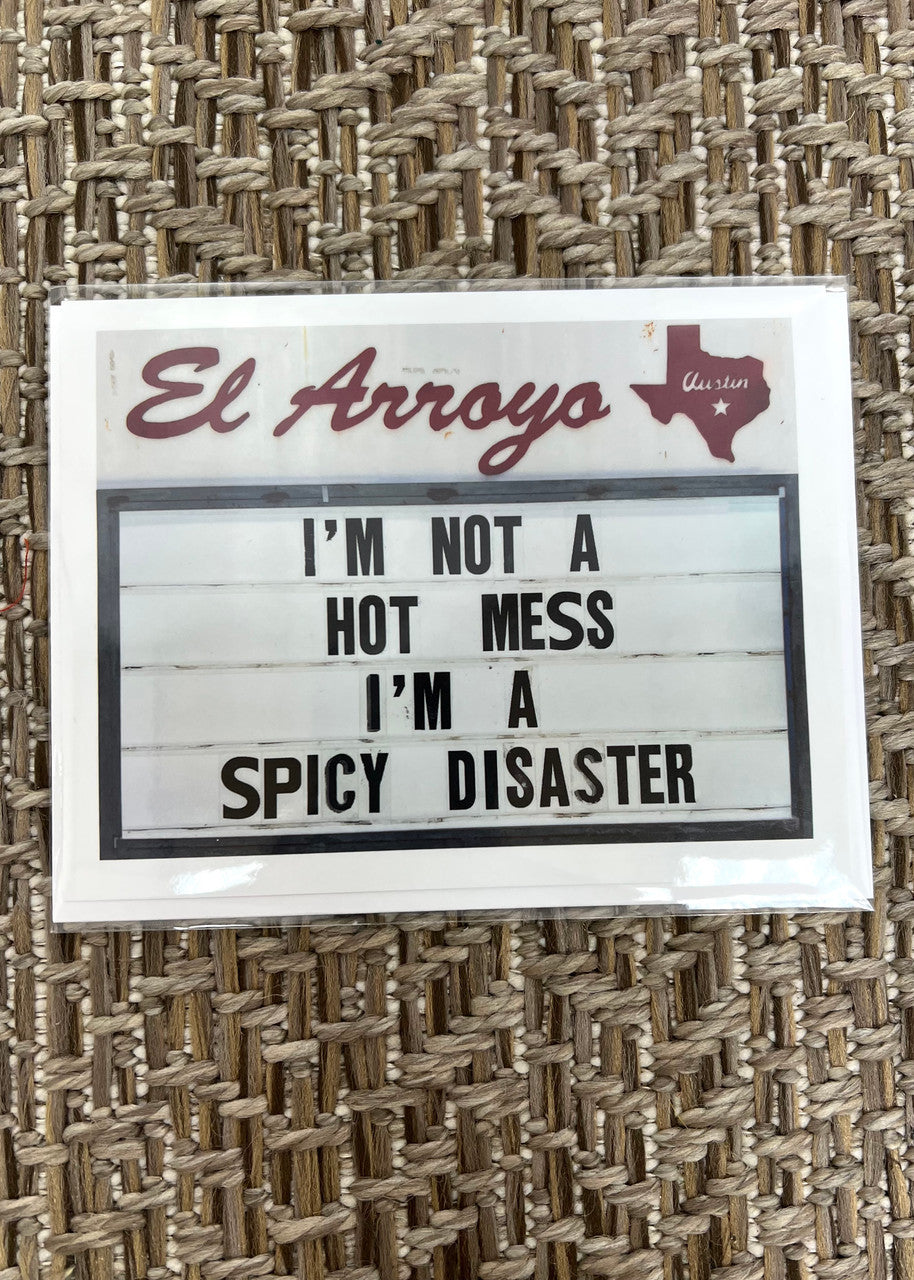 El Arroyo
Austin
I'M NOT A
HOT MESS
I'M A
SPICY DISASTER